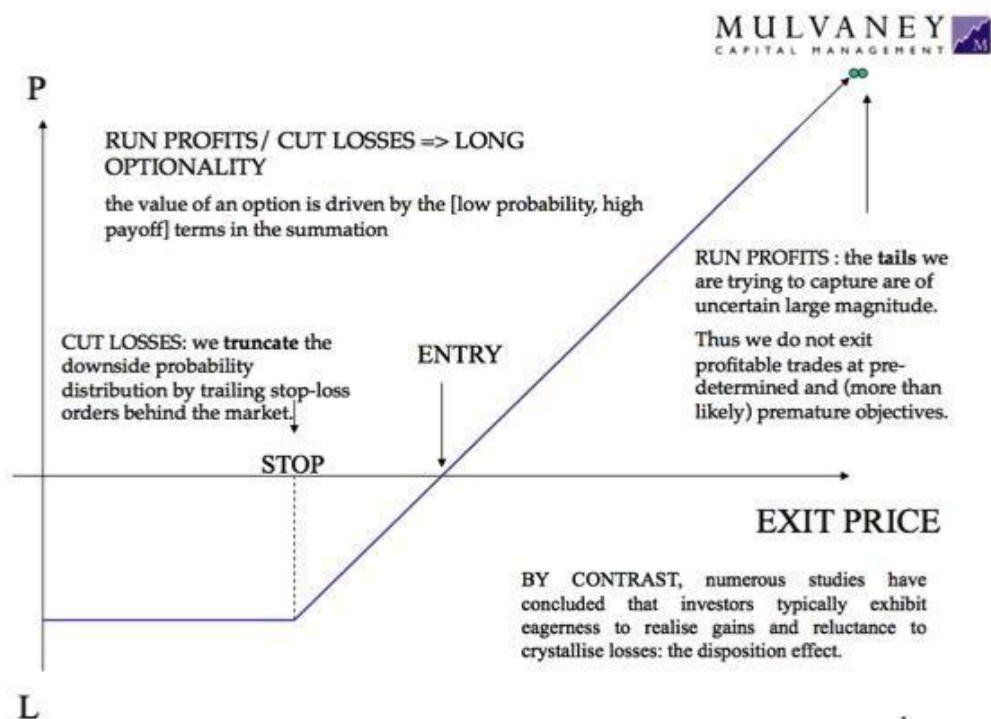 MULVANEY
CAPITAL MANAGEMENT
M
P
RUN PROFITS/ CUT LOSSES => LONG
OPTIONALITY
the value of an option is driven by the [low probability, high
payoff] terms in the summation
RUN PROFITS : the tails we
are trying to capture are of
uncertain large magnitude.
Thus we do not exit
profitable trades at pre-
determined and (more than
likely) premature objectives.
CUT LOSSES: we truncate the
downside probability
distribution by trailing stop-loss
orders behind the market.
ENTRY
STOP
EXIT PRICE
BY CONTRAST, numerous studies have
concluded that investors typically exhibit
eagerness to realise gains and reluctance to
crystallise losses: the disposition effect.
L